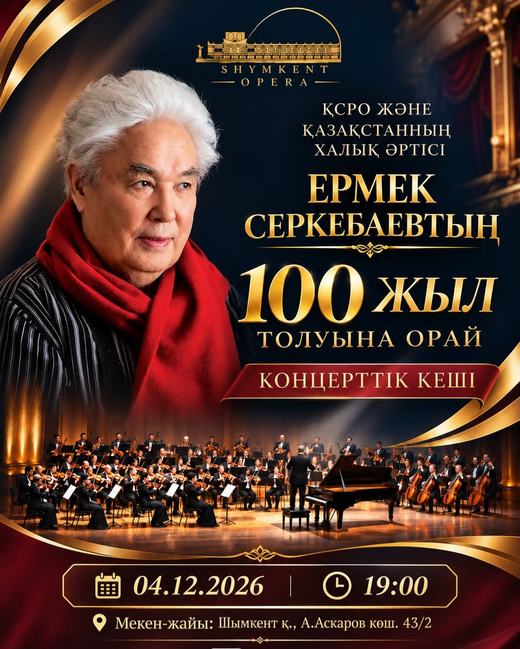 SHYMKENT
OPERA
ҚСРО ЖӘНЕ
ҚАЗАҚСТАННЫҢ
ХАЛЫҚ ӘРТІСІ
ЕРМЕК
СЕРКЕБАЕВТЫҢ
100 ЖЫЛ
ТОЛУЫНА ОРАЙ
КОНЦЕРТТІК КЕШІ
04.12.2026 | 19:00
Мекен-жайы: Шымкент қ., А.Асқаров көш. 43/2